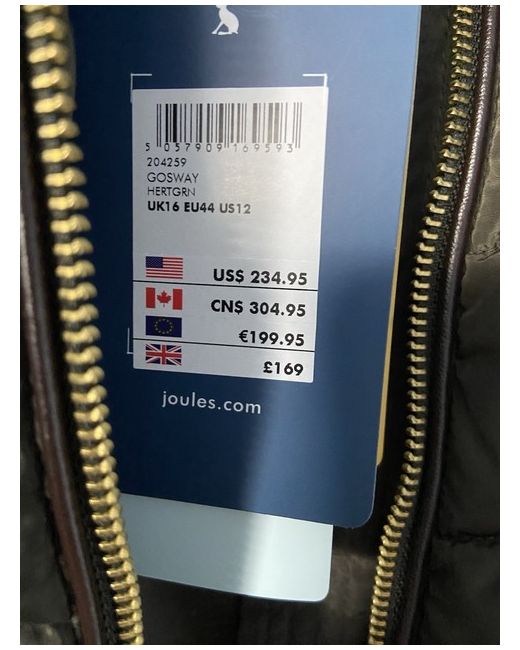 5 057909 169593
204259
GOSWAY
HERTGRN
UK16 EU44 US12
US$ 234.95
CN$ 304.95
€199.95
£169
joules.com